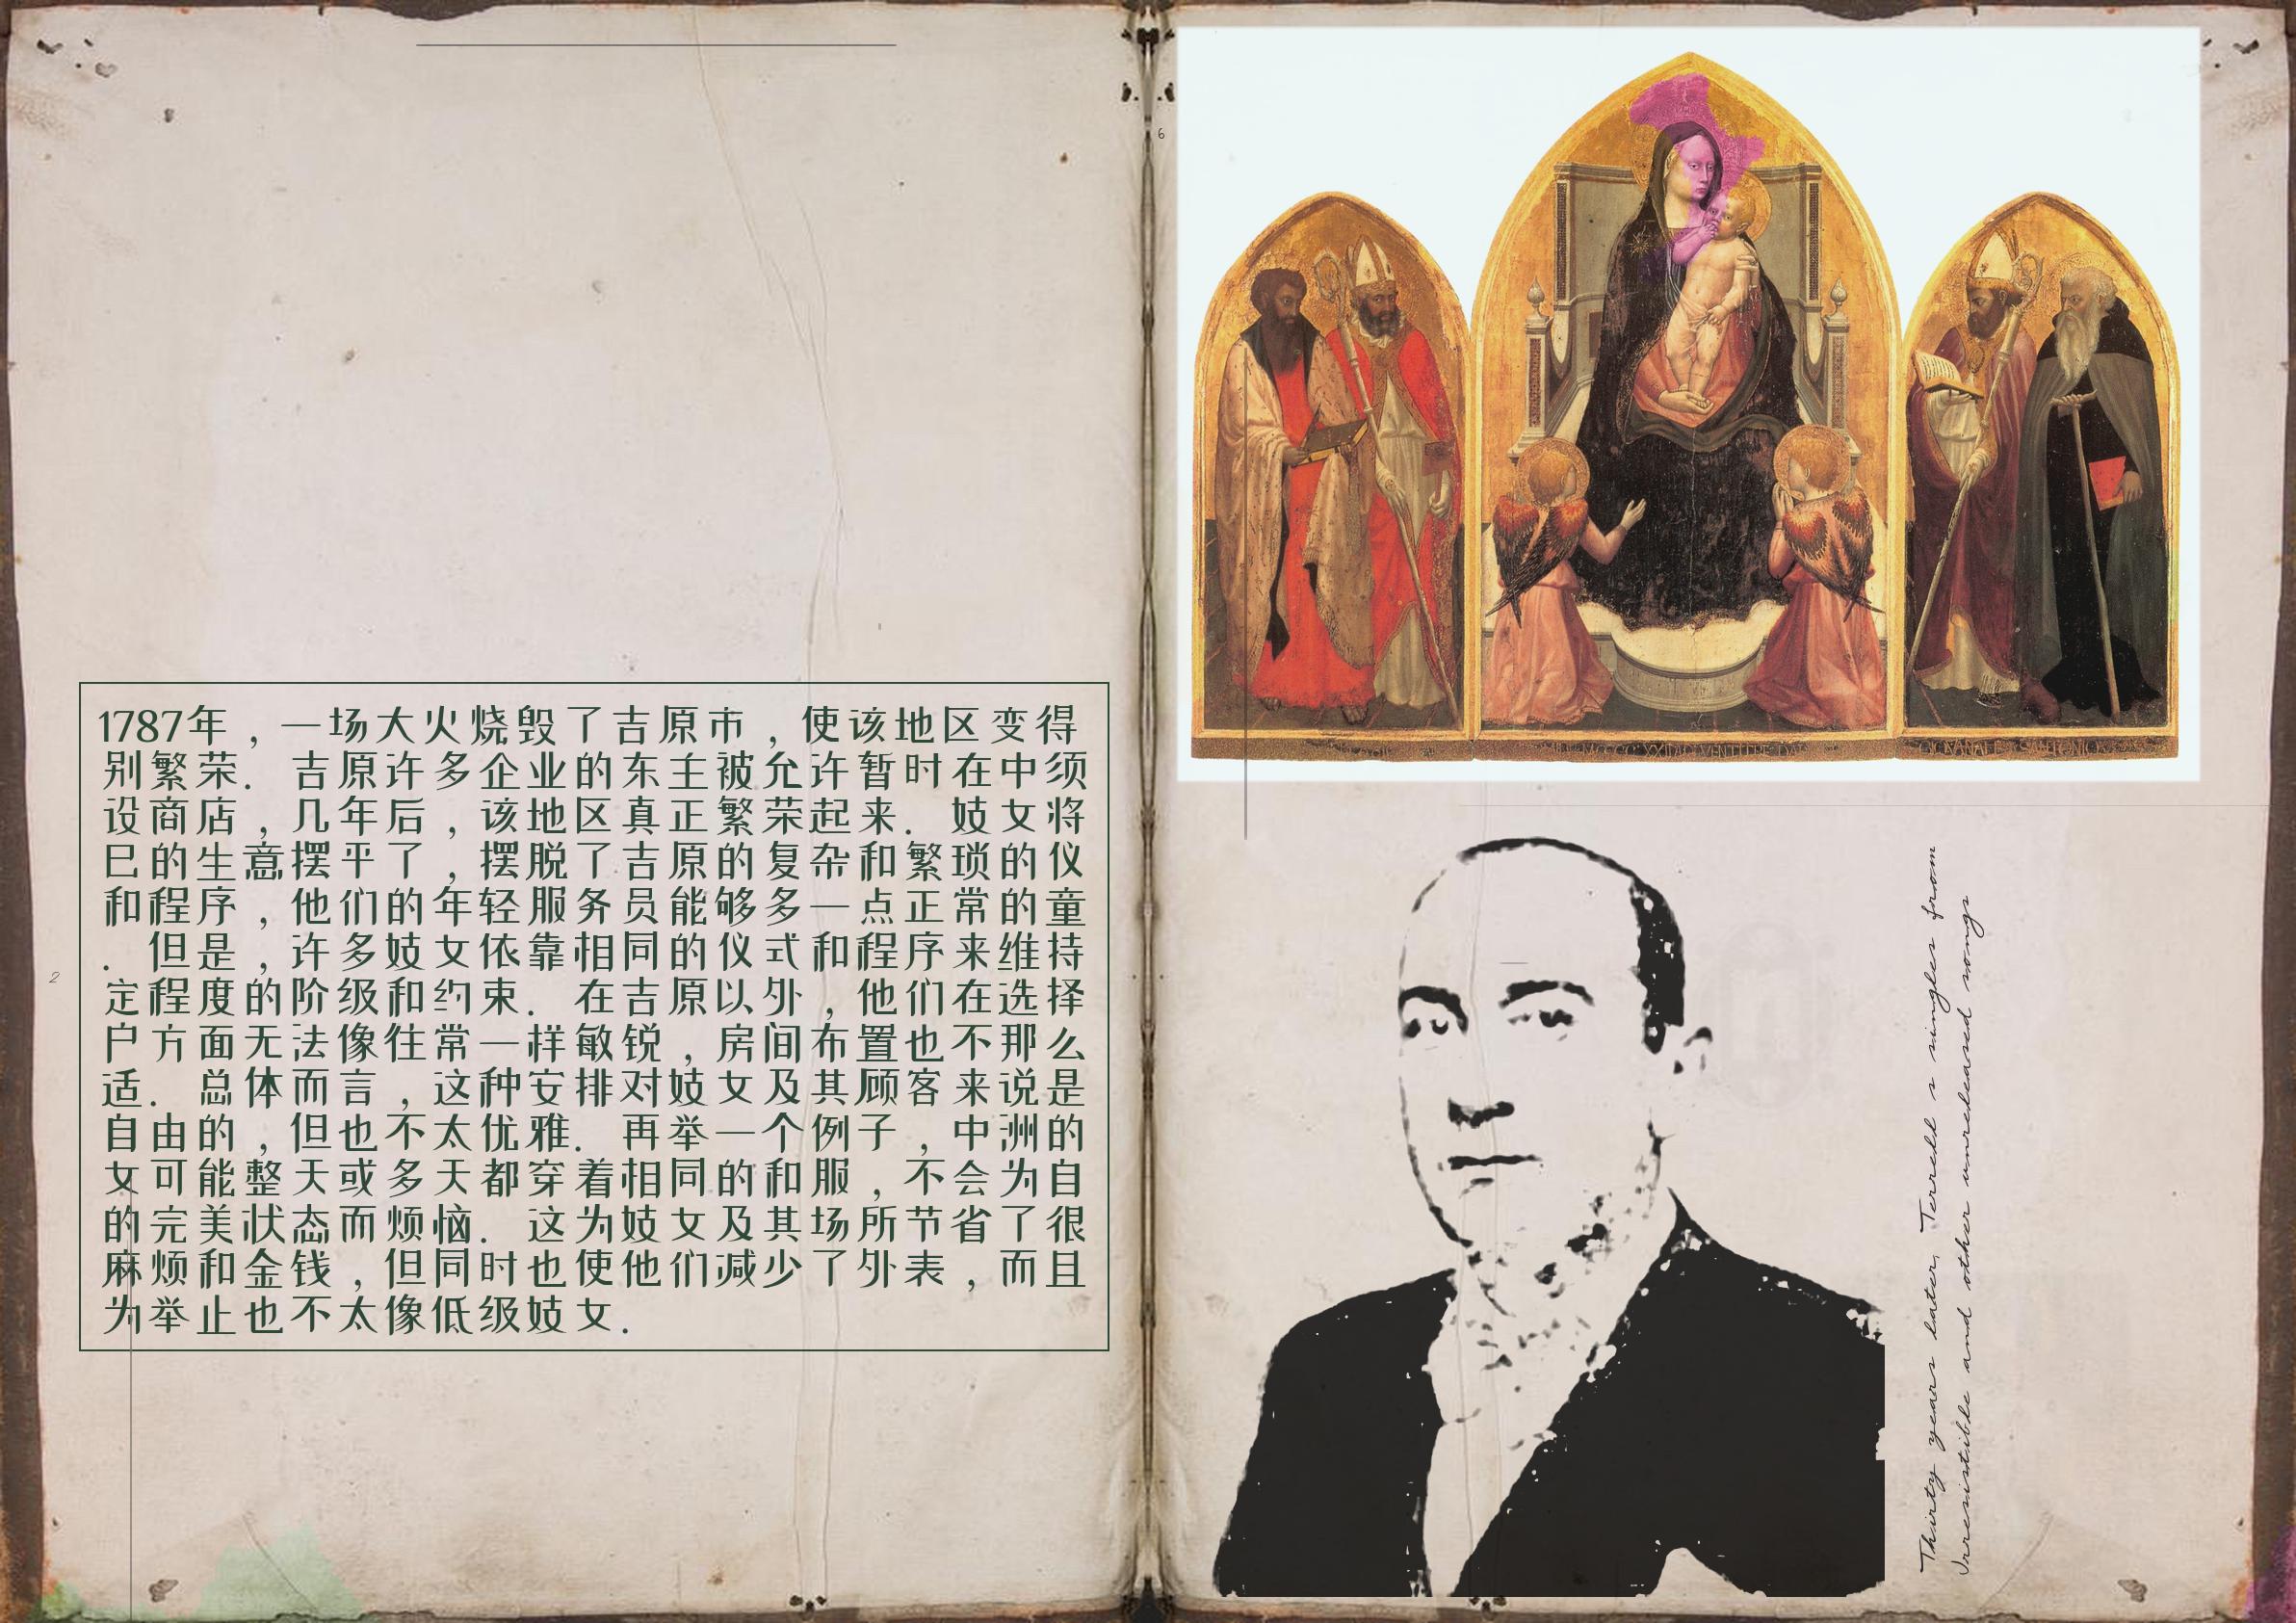 1787年，一场大火烧毁了吉原市，使该地区变得
别繁荣. 吉原许多企业的东主被允许暂时在中须
设商店，几年后，该地区真正繁荣起来. 妓女将
巳的生意摆平了，摆脱了吉原的复杂和繁琐的仪
和程序，他们的年轻服务员能够多一点正常的童
. 但是，许多妓女依靠相同的仪式和程序来维持
定程度的阶级和约束. 在吉原以外，他们在选择
户方面无法像往常一样敏锐，房间布置也不那么
适. 总体而言，这种安排对妓女及其顾客来说是
自由的，但也不太优雅. 再举一个例子，中洲的
女可能整天或多天都穿着相同的和服，不会为自
的完美状态而烦恼. 这为妓女及其场所节省了很
麻烦和金钱，但同时也使他们减少了外表，而且
为举止也不太像低级妓女.
2
6
Thirty years later, Terrell s singles from
Irresistible and other unreleased songs